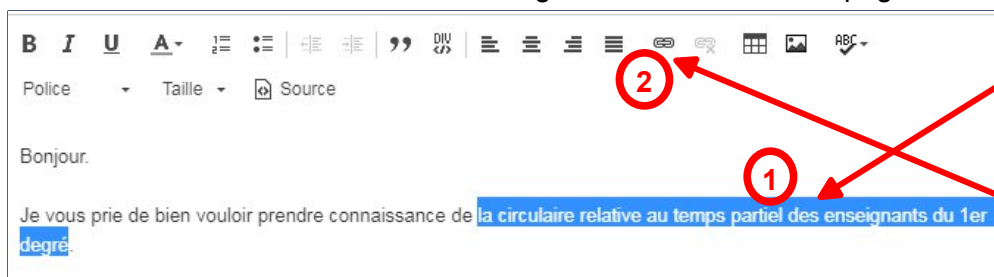 B I U A ABC
Police Taille Source
2
Bonjour.
1
Je vous prie de bien vouloir prendre connaissance de la circulaire relative au temps partiel des enseignants du 1er
degré.